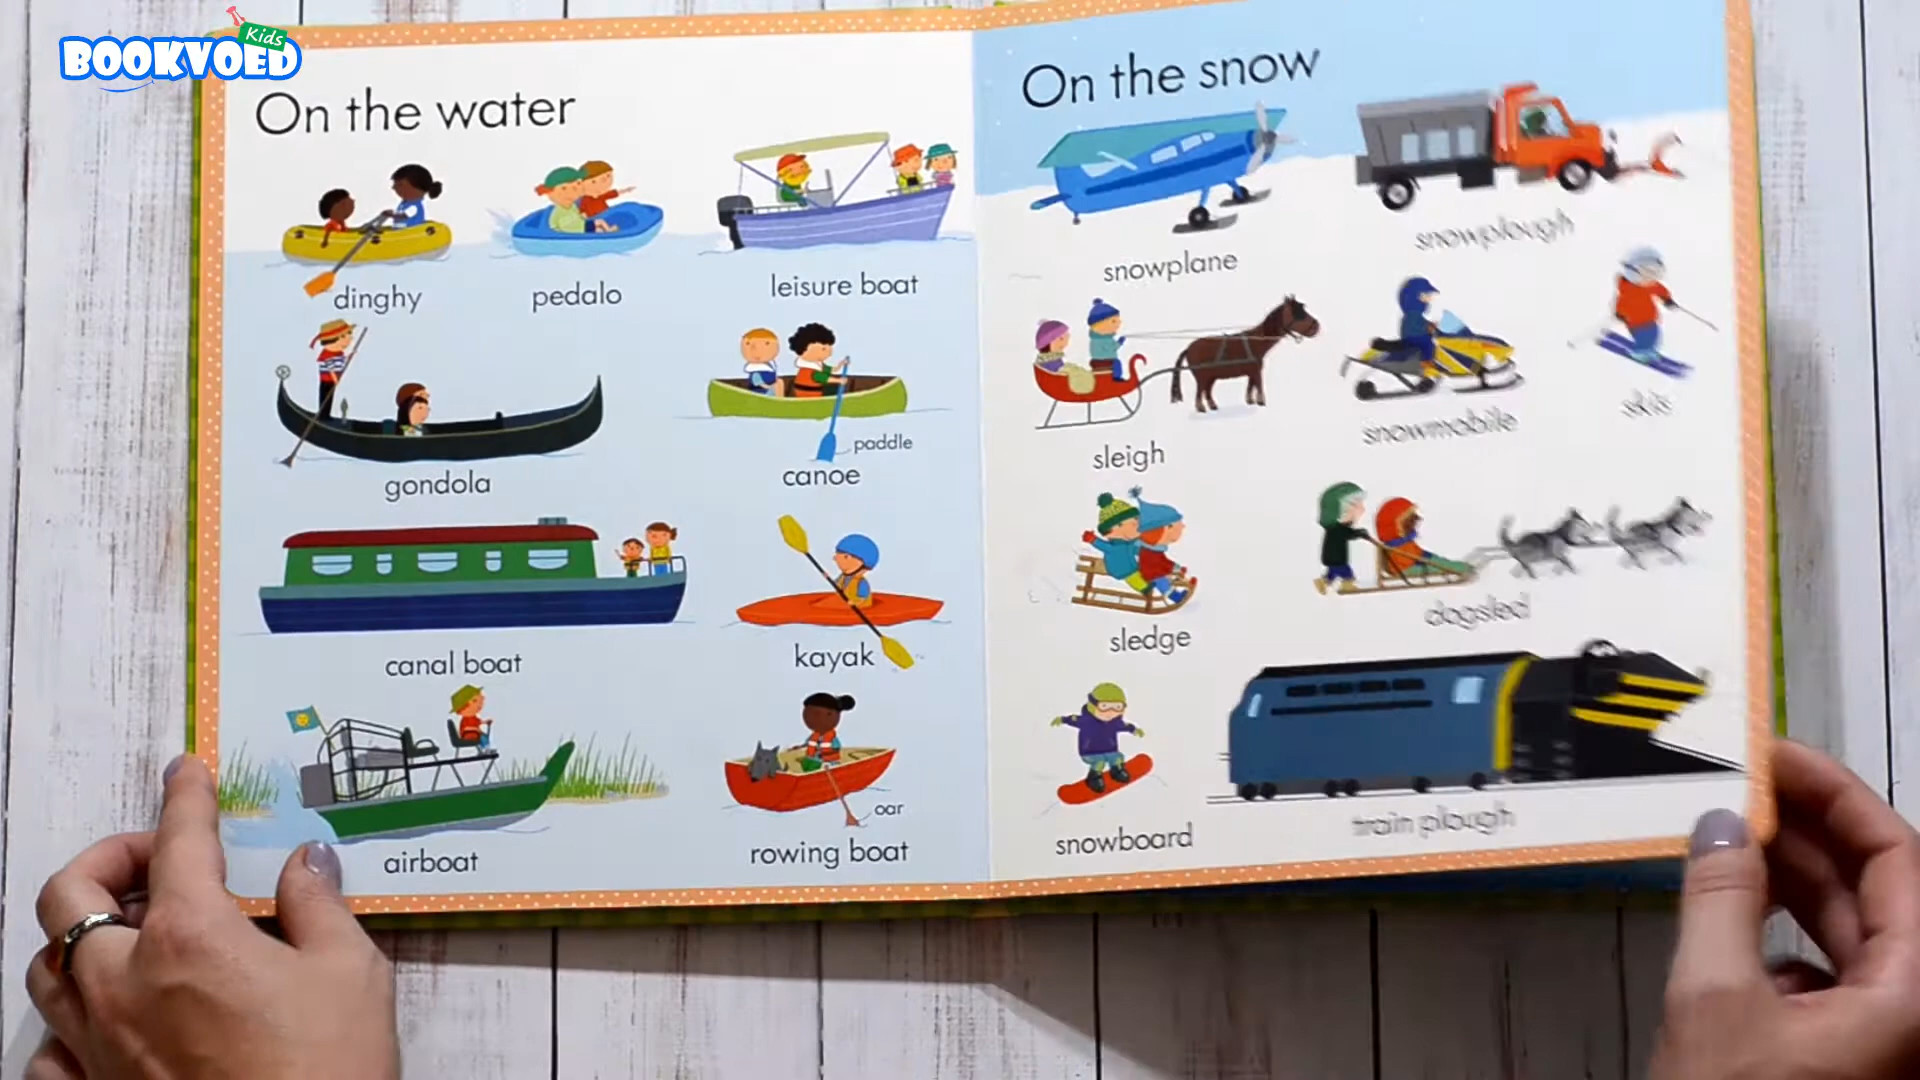 Kids
BOOKVOED
On the water
dinghy
pedalo
leisure boat
gondola
paddle
canoe
canal boat
kayak
airboat
oar
rowing boat
On the snow
snowplane
snowplough
sleigh
snowmobile
skis
sledge
dogsled
snowboard
train plough